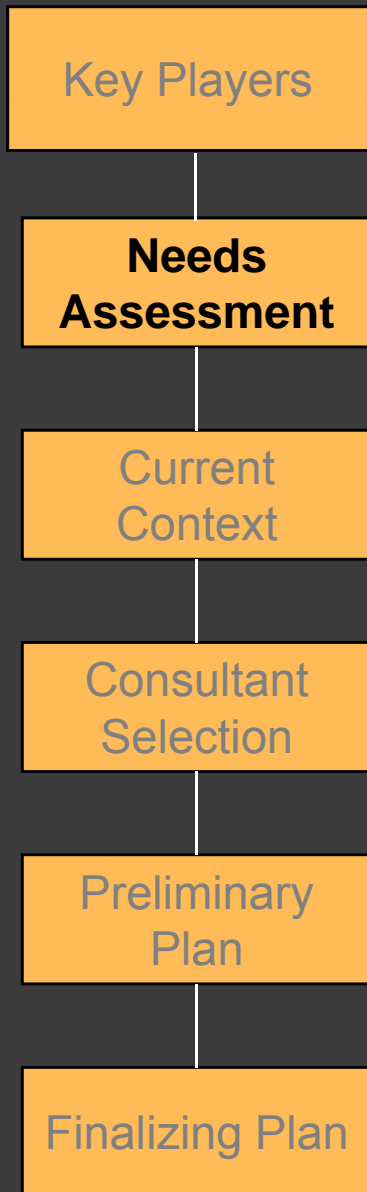 Key Players
Needs
Assessment
Current
Context
Consultant
Selection
Preliminary
Plan
Finalizing Plan